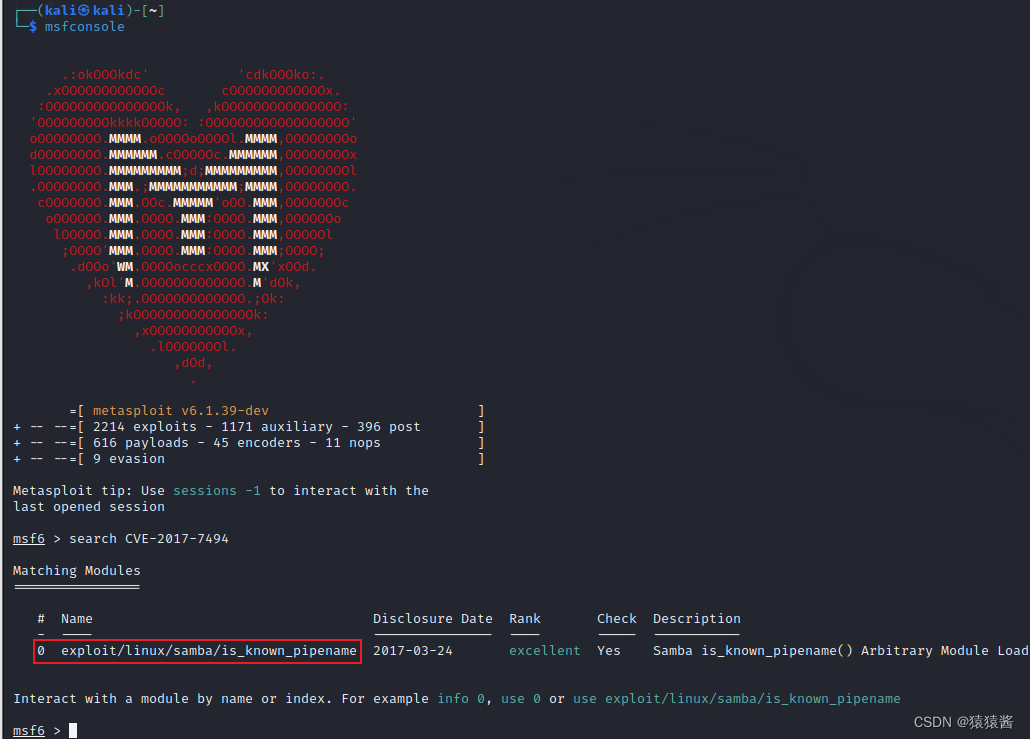 ┌──(kali㉿kali)-[~]
└─$ msfconsole
.:okOOOkdc'           'cdkOOOko:.
.xOOOOOOOOOOOOc       cOOOOOOOOOOOOx.
:OOOOOOOOOOOOOOOk,   ,kOOOOOOOOOOOOOOO:
'OOOOOOOOOkkkkOOOOO: :OOOOOOOOOOOOOOOOOO'
oOOOOOOOO.MMMM.oOOOOoOOOOl.MMMM,OOOOOOOOo
dOOOOOOOO.MMMMMM.cOOOOOc.MMMMMM,OOOOOOOOx
lOOOOOOOO.MMMMMMMMM;d;MMMMMMMMM,OOOOOOOOl
.OOOOOOOO.MMM.;MMMMMMMMMMM;MMMM,OOOOOOOO.
cOOOOOOO.MMM.OOc.MMMMM'oOO.MMM,OOOOOOOc
oOOOOOO.MMM.OOOO.MMM:OOOO.MMM,OOOOOOo
lOOOOO.MMM.OOOO.MMM:OOOO.MMM,OOOOOl
;OOOO'MMM.OOOO.MMM:OOOO.MMM;OOOO;
.dOOo'WM.OOOOocccxOOOO.MX'xOOd.
,kOl'M.OOOOOOOOOOOOO.M'dOk,
:kk;.OOOOOOOOOOOOO.;Ok:
;kOOOOOOOOOOOOOOOk:
,xOOOOOOOOOOOx,
.lOOOOOOOl.
,dOd,
.
=[ metasploit v6.1.39-dev                          ]
+ -- --=[ 2214 exploits - 1171 auxiliary - 396 post       ]
+ -- --=[ 616 payloads - 45 encoders - 11 nops            ]
+ -- --=[ 9 evasion                                       ]
Metasploit tip: Use sessions -1 to interact with the
last opened session
msf6 > search CVE-2017-7494
Matching Modules
================
#  Name                                   Disclosure Date  Rank       Check  Description
-  ----                                   ---------------  ----       -----  -----------
0  exploit/linux/samba/is_known_pipename  2017-03-24       excellent  Yes    Samba is_known_pipename() Arbitrary Module Load
Interact with a module by name or index. For example info 0, use 0 or use exploit/linux/samba/is_known_pipename
msf6 >
CSDN @猿猿酱